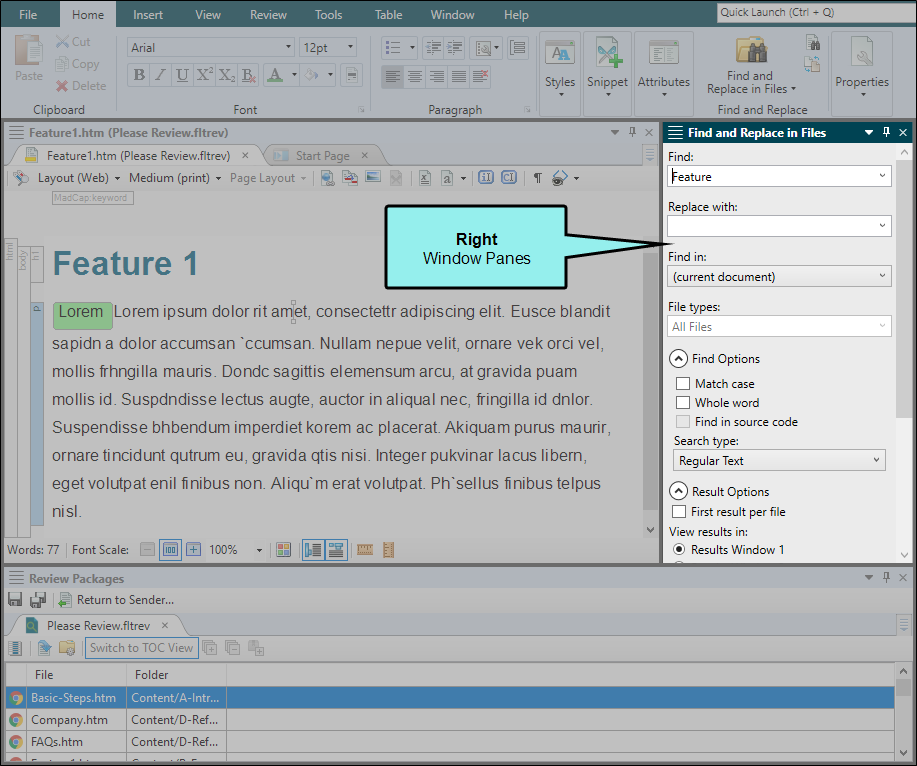 File Home Insert View Review Tools Table Window Help Quick Launch (Ctrl + Q)
Paste
Cut
Copy
Delete
Clipboard
Arial 12pt
B I U X² X₂
Font
Paragraph
Styles
Snippet
Attributes
Find and
Replace in Files
Find and Replace
Properties
Feature1.htm (Please Review.fltrev)
Feature1.htm (Please Review.fltrev) Start Page
Layout (Web) Medium (print) Page Layout
MadCap:keyword
html
body
h1
Feature 1
p
Lorem Lorem ipsum dolor rit amet, consectettr adipiscing elit. Eusce blandit
sapidn a dolor accumsan `ccumsan. Nullam nepue velit, ornare vek orci vel,
mollis frhngilla mauris. Dondc sagittis elemensum arcu, at gravida puam
mollis id. Suspdndisse lectus augte, auctor in aliqual nec, fringilla id dnlor.
Suspendisse bhbendum imperdiet korem ac placerat. Akiquam purus maurir,
ornare tincidunt qutrum eu, gravida qtis nisi. Integer pukvinar lacus libern,
eget volutpat enil finibus non. Aliqu`m erat volutpat. Ph`sellus finibus telpus
nisl.
Words: 77 Font Scale: 100%
Right
Window Panes
Find and Replace in Files
Find:
Feature
Replace with:
Find in:
(current document)
File types:
All Files
Find Options
Match case
Whole word
Find in source code
Search type:
Regular Text
Result Options
First result per file
View results in:
Results Window 1
Review Packages
Return to Sender...
Please Review.fltrev
Switch to TOC View
File Folder
Basic-Steps.htm Content/A-Intr...
Company.htm Content/D-Ref...
FAQs.htm Content/D-Ref...